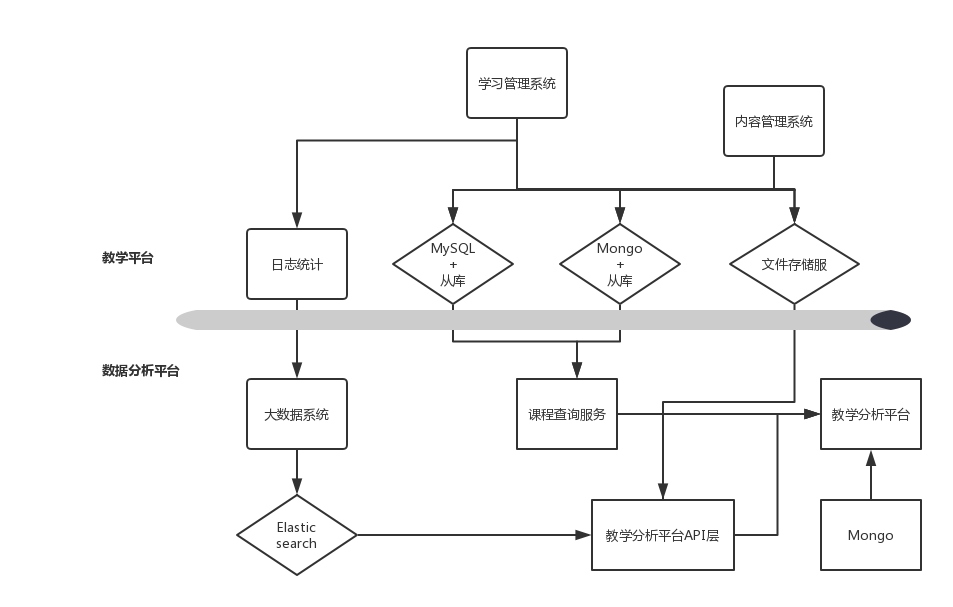 学习管理系统
内容管理系统
教学平台
日志统计
MySQL
+
从库
Mongo
+
从库
文件存储服
数据分析平台
大数据系统
课程查询服务
教学分析平台
Elastic
search
教学分析平台API层
Mongo